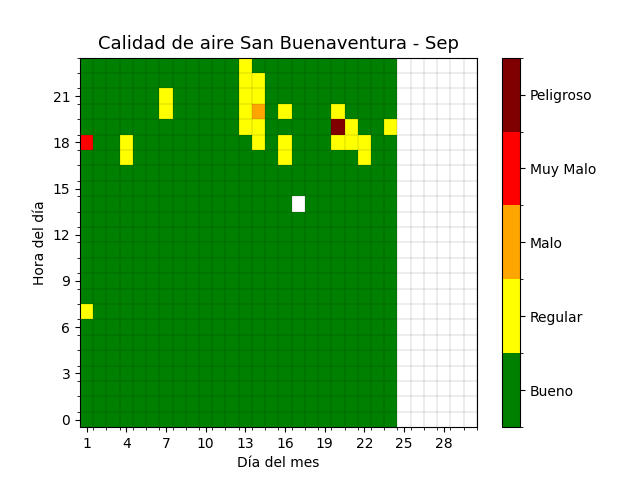 Calidad de aire San Buenaventura - Sep
Hora del día
21
18
15
12
9
6
3
0
1 4 7 10 13 16 19 22 25 28
Día del mes
Peligroso
Muy Malo
Malo
Regular
Bueno